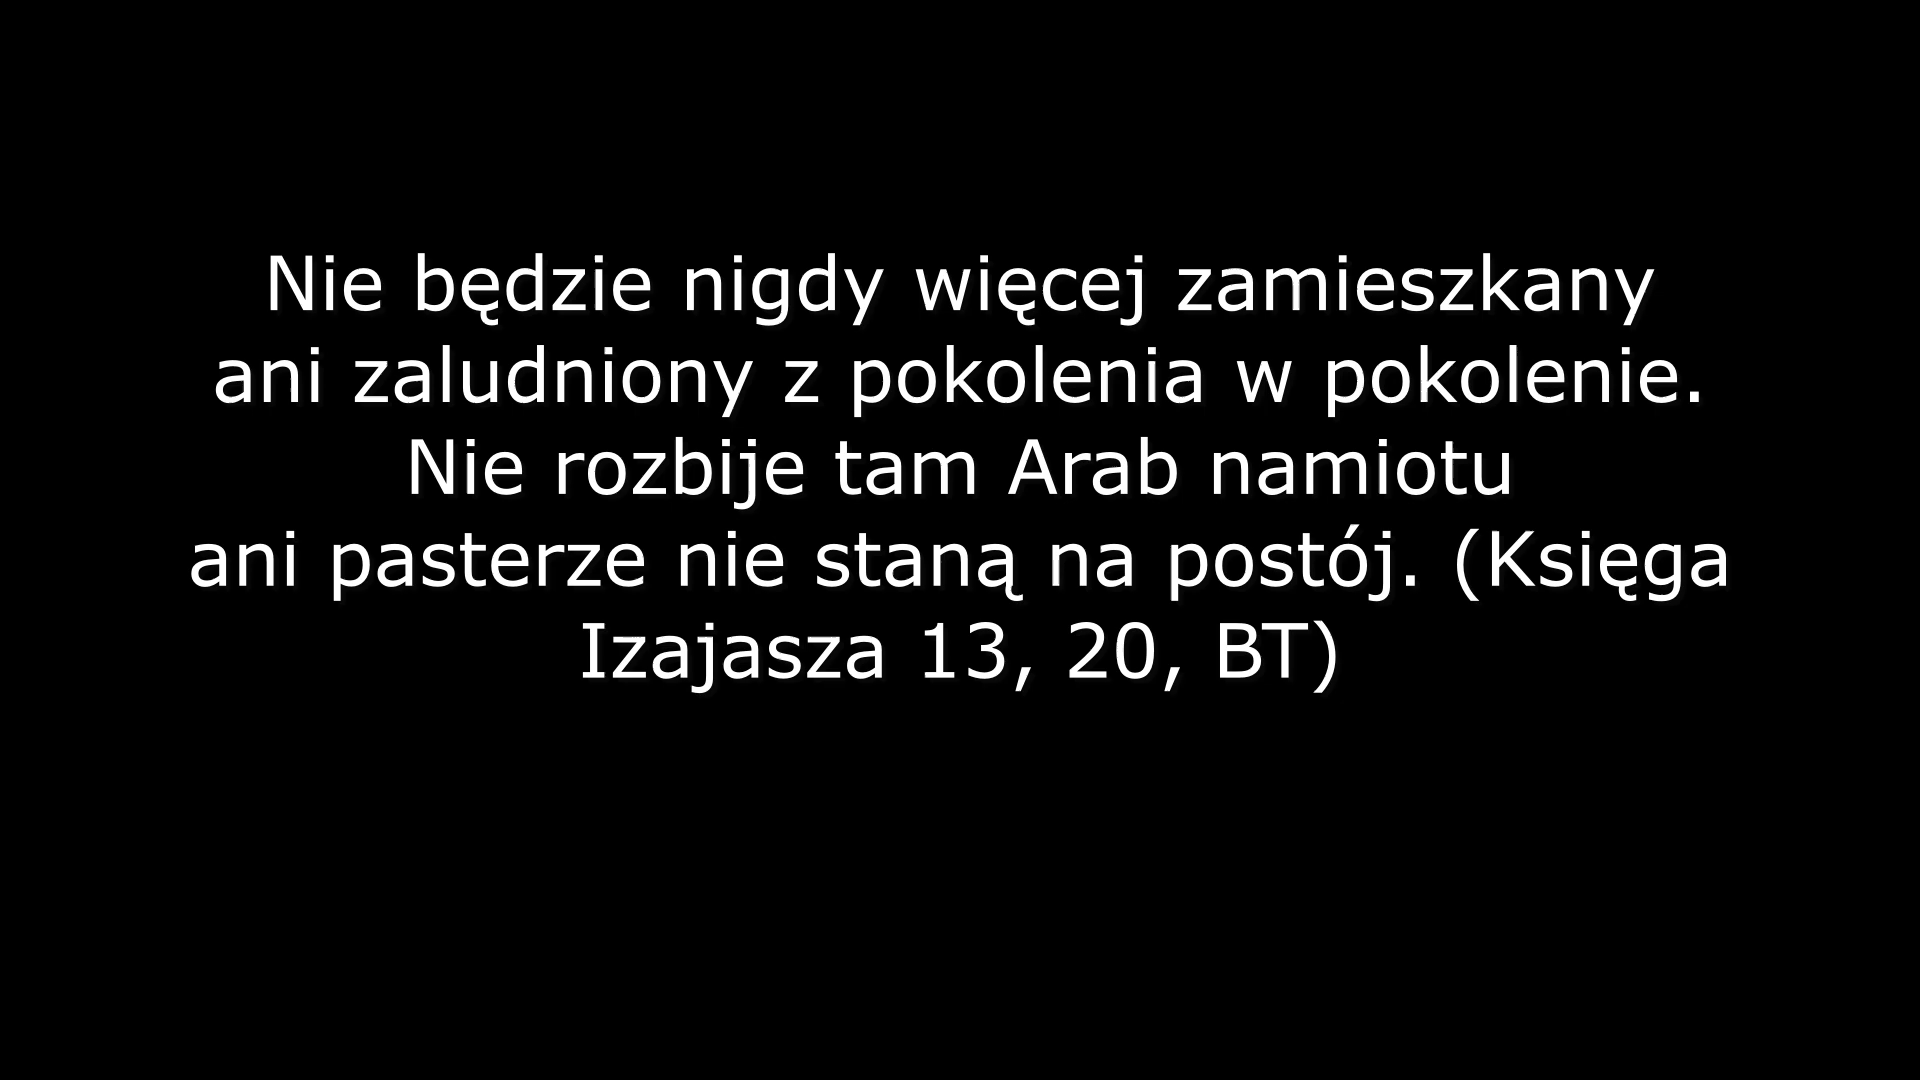 Nie będzie nigdy więcej zamieszkany
ani zaludniony z pokolenia w pokolenie.
Nie rozbije tam Arab namiotu
ani pasterze nie staną na postój. (Księga
Izajasza 13, 20, BT)